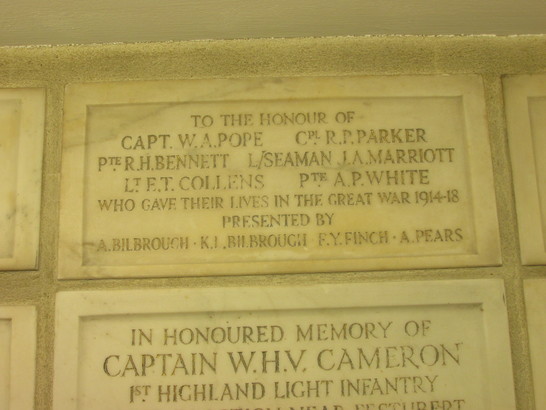 TO THE HONOUR OF
CAPT. W.A.POPE CPL R.P.PARKER
PTE R.H.BENNETT L/SEAMAN J.A.MARRIOTT
LT E.T. COLLENS PTE A.P.WHITE
WHO GAVE THEIR LIVES IN THE GREAT WAR 1914-18
PRESENTED BY
A.BILBROUGH · K.L.BILBROUGH · F.Y.FINCH · A.PEARS
IN HONOURED MEMORY OF
CAPTAIN W.H.V. CAMERON
1ST HIGHLAND LIGHT INFANTRY
NEAR FESTUBERT